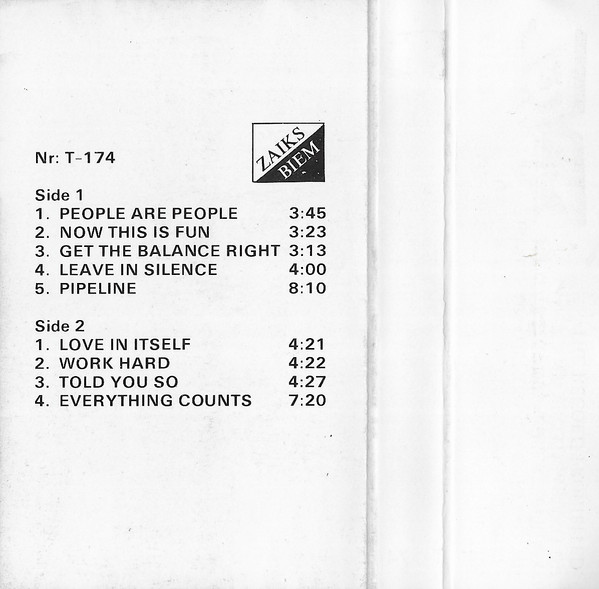 ZAIKS
BIEM
Nr: T-174
Side 1
1. PEOPLE ARE PEOPLE 3:45
2. NOW THIS IS FUN 3:23
3. GET THE BALANCE RIGHT 3:13
4. LEAVE IN SILENCE 4:00
5. PIPELINE 8:10
Side 2
1. LOVE IN ITSELF 4:21
2. WORK HARD 4:22
3. TOLD YOU SO 4:27
4. EVERYTHING COUNTS 7:20